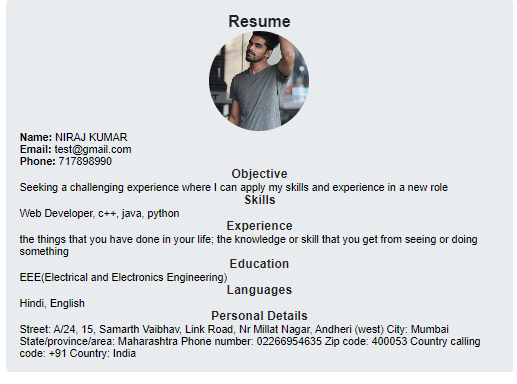 Resume
Name: NIRAJ KUMAR
Email: test@gmail.com
Phone: 717898990
Objective
Seeking a challenging experience where I can apply my skills and experience in a new role
Skills
Web Developer, c++, java, python
Experience
the things that you have done in your life; the knowledge or skill that you get from seeing or doing
something
Education
EEE(Electrical and Electronics Engineering)
Languages
Hindi, English
Personal Details
Street: A/24, 15, Samarth Vaibhav, Link Road, Nr Millat Nagar, Andheri (west) City: Mumbai
State/province/area: Maharashtra Phone number: 02266954635 Zip code: 400053 Country calling
code: +91 Country: India